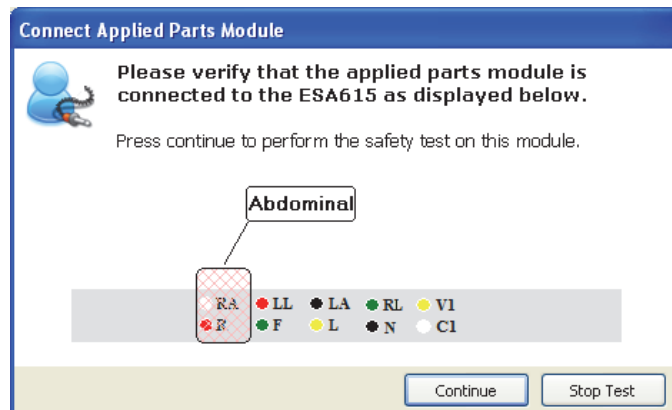 Connect Applied Parts Module
Please verify that the applied parts module is
connected to the ESA615 as displayed below.
Press continue to perform the safety test on this module.
Abdominal
RA LL LA RL V1
R F L N C1
Continue Stop Test